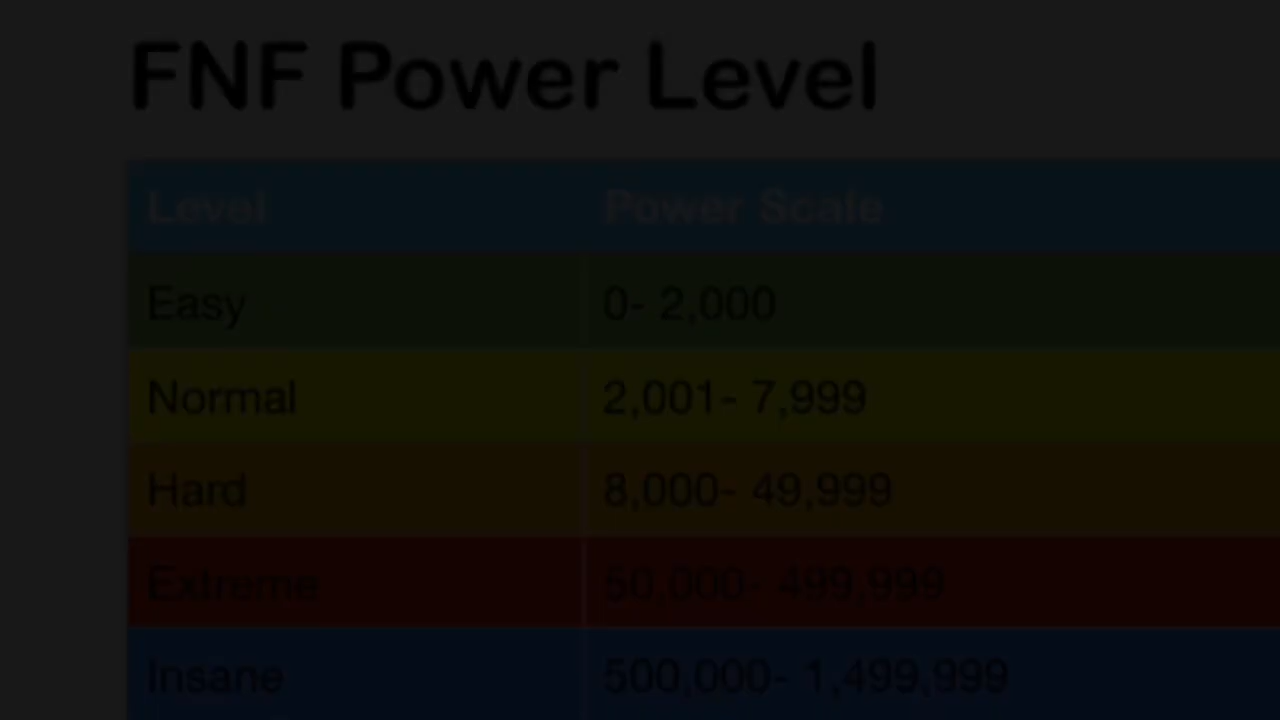 FNF Power Level
Level Power Scale
Easy 0- 2,000
Normal 2,001- 7,999
Hard 8,000- 49,999
Extreme 50,000- 499,999
Insane 500,000- 1,499,999